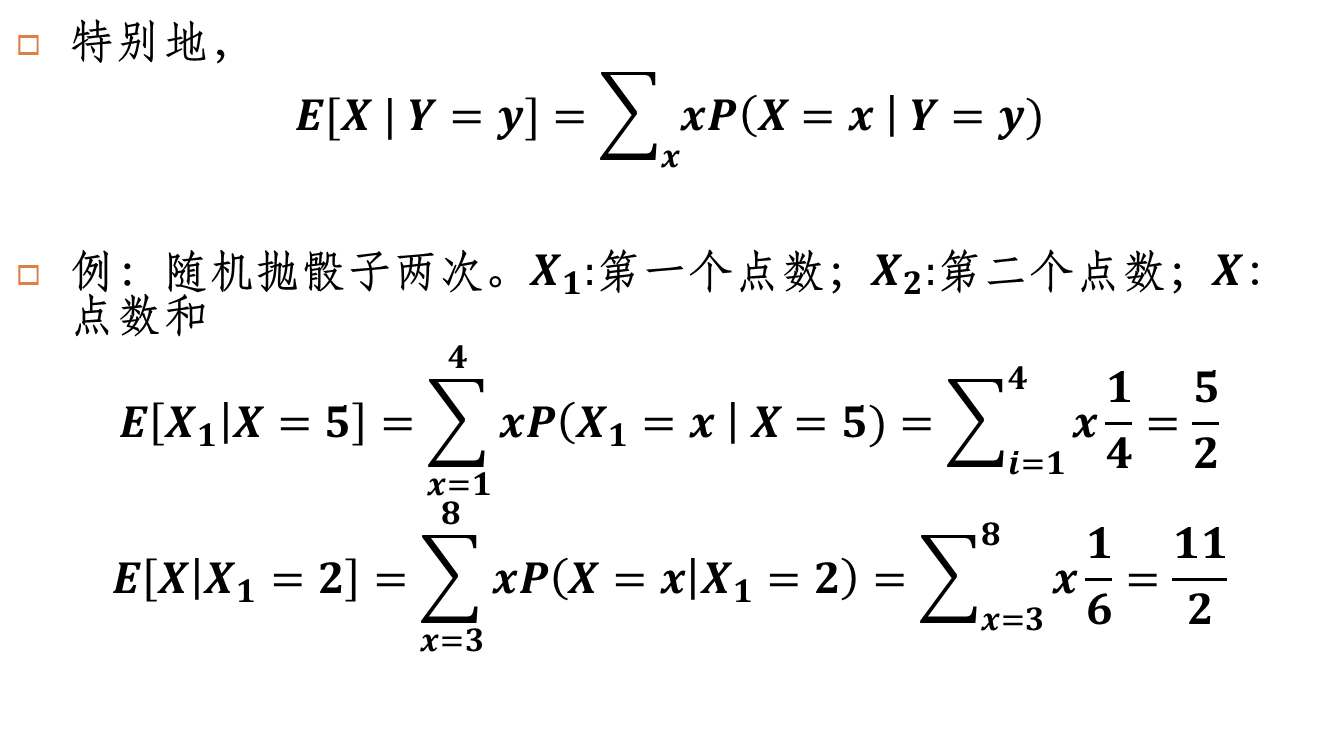 □ 特别地，
E[X | Y = y] = ∑_x xP(X = x | Y = y)
□ 例：随机抛骰子两次。X₁:第一个点数；X₂:第二个点数；X:
点数和
E[X₁|X = 5] = ∑_{x=1}^{4} xP(X₁ = x | X = 5) = ∑_{i=1}^{4} x 1/4 = 5/2
E[X|X₁ = 2] = ∑_{x=3}^{8} xP(X = x|X₁ = 2) = ∑_{x=3}^{8} x 1/6 = 11/2